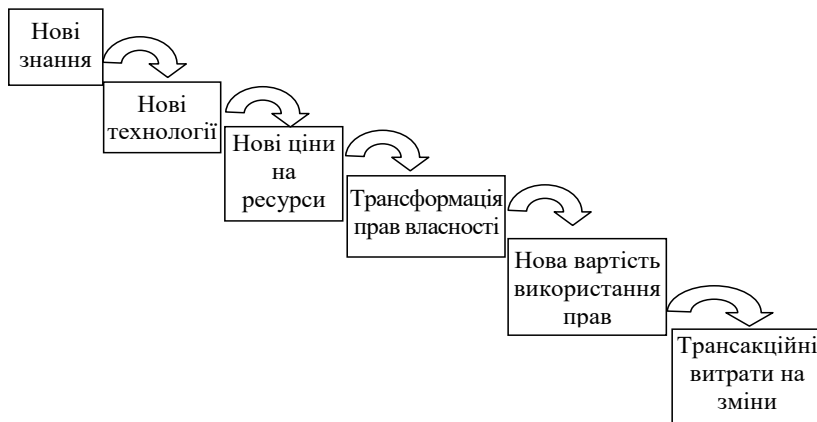 Нові
знання
Нові
технології
Нові ціни
на
ресурси
Трансформація
прав власності
Нова вартість
використання
прав
Трансакційні
витрати на
зміни